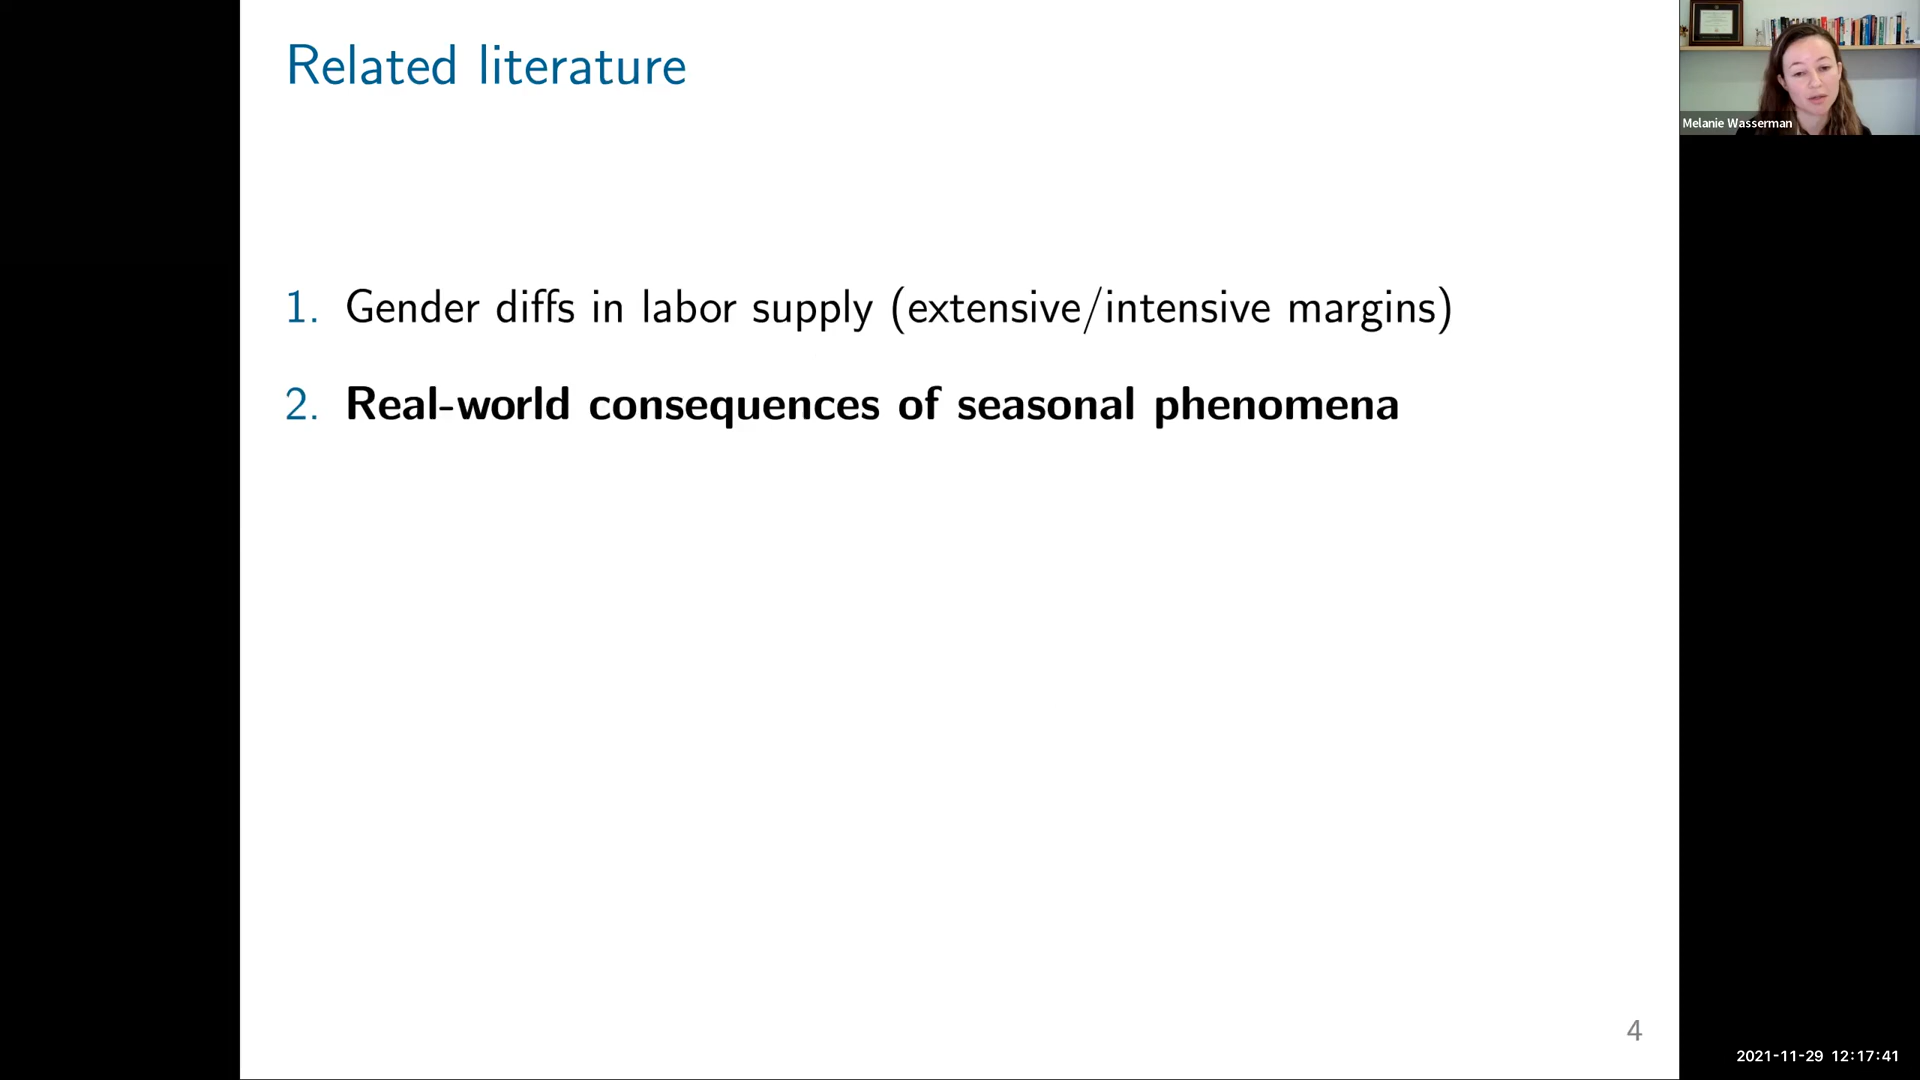 Related literature
Melanie Wasserman
1. Gender diffs in labor supply (extensive/intensive margins)
2. Real-world consequences of seasonal phenomena
4
2021-11-29 12:17:41